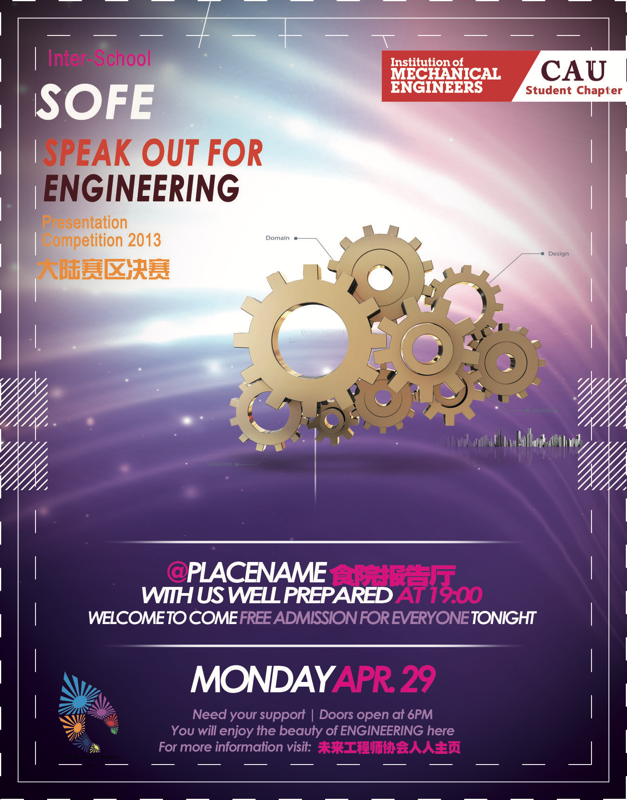 Inter-School
SOFE
SPEAK OUT FOR
ENGINEERING
Presentation
Competition 2013
大陆赛区决赛
Institution of
MECHANICAL
ENGINEERS
CAU
Student Chapter
Domain
Design
@PLACENAME 食院报告厅
WITH US WELL PREPARED AT 19:00
WELCOME TO COME FREE ADMISSION FOR EVERYONE TONIGHT
MONDAY APR. 29
Need your support | Doors open at 6PM
You will enjoy the beauty of ENGINEERING here
For more information visit: 未来工程师协会人人主页